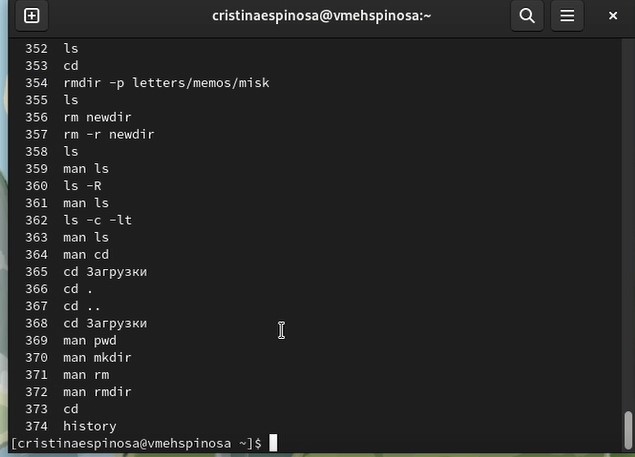 cristinaespinosa@vmehspinosa:~
352 ls
353 cd
354 rmdir -p letters/memos/misk
355 ls
356 rm newdir
357 rm -r newdir
358 ls
359 man ls
360 ls -R
361 man ls
362 ls -c -lt
363 man ls
364 man cd
365 cd Загрузки
366 cd .
367 cd ..
368 cd Загрузки
369 man pwd
370 man mkdir
371 man rm
372 man rmdir
373 cd
374 history
[cristinaespinosa@vmehspinosa ~]$